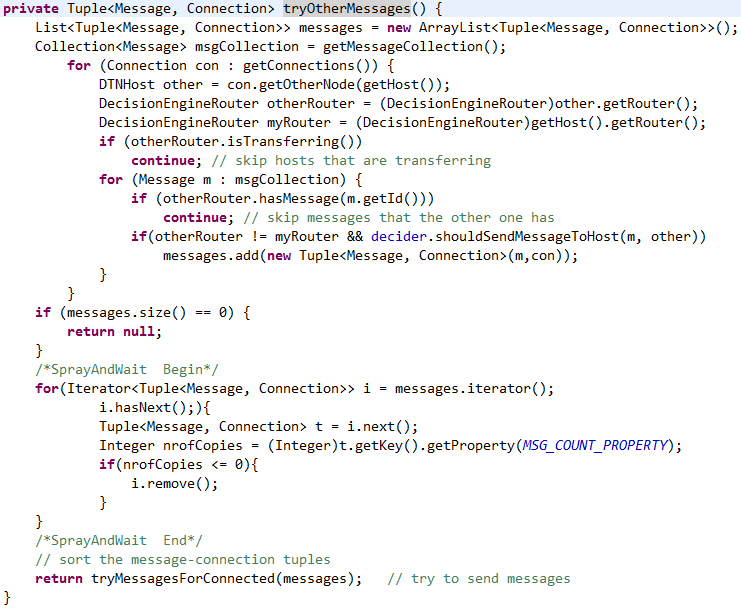 private Tuple<Message, Connection> tryOtherMessages() {
    List<Tuple<Message, Connection>> messages = new ArrayList<Tuple<Message, Connection>>();
    Collection<Message> msgCollection = getMessageCollection();
        for (Connection con : getConnections()) {
            DTNHost other = con.getOtherNode(getHost());
            DecisionEngineRouter otherRouter = (DecisionEngineRouter)other.getRouter();
            DecisionEngineRouter myRouter = (DecisionEngineRouter)getHost().getRouter();
            if (otherRouter.isTransferring())
                continue; // skip hosts that are transferring
            for (Message m : msgCollection) {
                if (otherRouter.hasMessage(m.getId()))
                    continue; // skip messages that the other one has
                if(otherRouter != myRouter && decider.shouldSendMessageToHost(m, other))
                    messages.add(new Tuple<Message, Connection>(m,con));
            }
        }
    if (messages.size() == 0) {
        return null;
    }
    /*SprayAndWait  Begin*/
    for(Iterator<Tuple<Message, Connection>> i = messages.iterator();
            i.hasNext();){
            Tuple<Message, Connection> t = i.next();
            Integer nrofCopies = (Integer)t.getKey().getProperty(MSG_COUNT_PROPERTY);
            if(nrofCopies <= 0){
                i.remove();
            }
    }
    /*SprayAndWait  End*/
    // sort the message-connection tuples
    return tryMessagesForConnected(messages);   // try to send messages
}